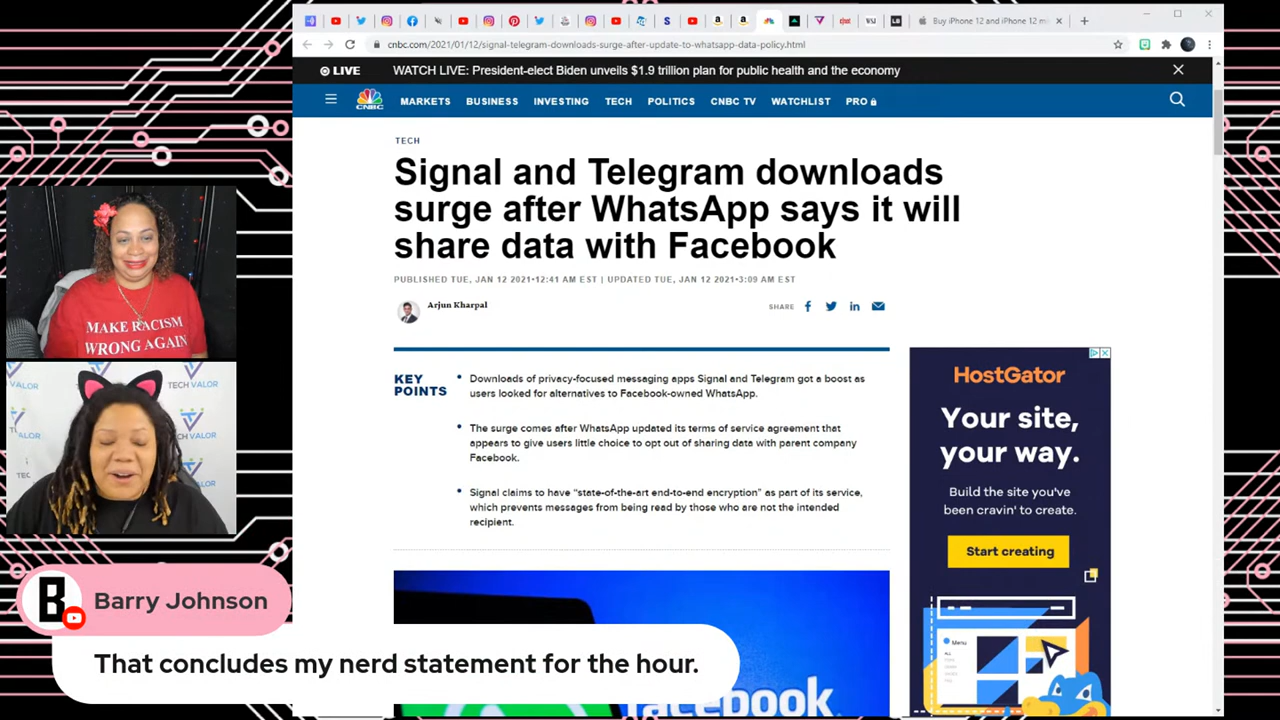 Buy iPhone 12 and iPhone 12 m
cnbc.com/2021/01/12/signal-telegram-downloads-surge-after-update-to-whatsapp-data-policy.html
LIVE WATCH LIVE: President-elect Biden unveils $1.9 trillion plan for public health and the economy
CNBC
MARKETS BUSINESS INVESTING TECH POLITICS CNBC TV WATCHLIST PRO
TECH
Signal and Telegram downloads
surge after WhatsApp says it will
share data with Facebook
PUBLISHED TUE, JAN 12 2021•12:41 AM EST | UPDATED TUE, JAN 12 2021•3:09 AM EST
Arjun Kharpal
SHARE
KEY
POINTS
Downloads of privacy-focused messaging apps Signal and Telegram got a boost as
users looked for alternatives to Facebook-owned WhatsApp.
The surge comes after WhatsApp updated its terms of service agreement that
appears to give users little choice to opt out of sharing data with parent company
Facebook.
Signal claims to have “state-of-the-art end-to-end encryption” as part of its service,
which prevents messages from being read by those who are not the intended
recipient.
facebook.
HostGator
Your site,
your way.
Build the site you've
been cravin' to create.
Start creating
Menu
MAKE RACISM
WRONG AGAIN
TECH VALOR
VALOR
B
Barry Johnson
That concludes my nerd statement for the hour.